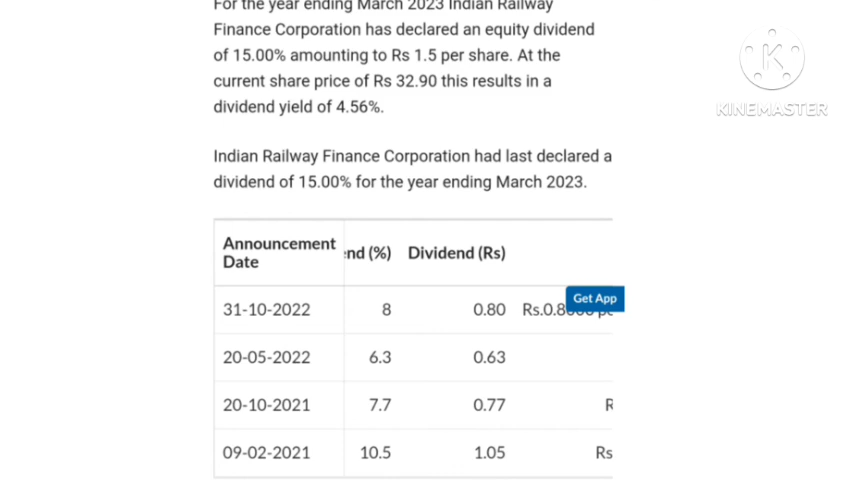 For the year ending March 2023 Indian Railway
Finance Corporation has declared an equity dividend
of 15.00% amounting to Rs 1.5 per share. At the
current share price of Rs 32.90 this results in a
dividend yield of 4.56%.
KINEMASTER
Indian Railway Finance Corporation had last declared a
dividend of 15.00% for the year ending March 2023.
Announcement Date end (%) Dividend (Rs)
Get App
31-10-2022 8 0.80 Rs.0.8
20-05-2022 6.3 0.63
20-10-2021 7.7 0.77 R
09-02-2021 10.5 1.05 Rs